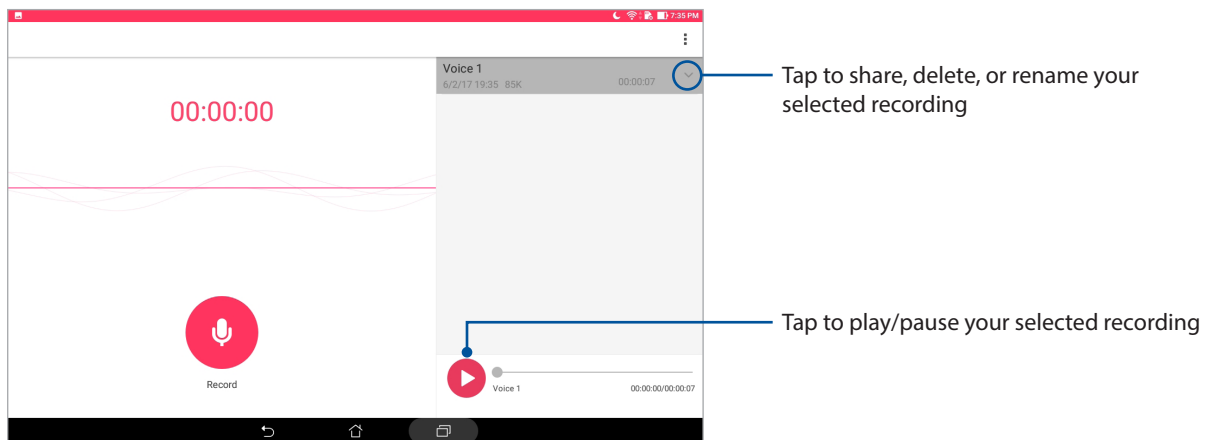 7:35 PM
Voice 1
6/2/17 19:35 85K
00:00:07
Tap to share, delete, or rename your
selected recording
00:00:00
Tap to play/pause your selected recording
Record
Voice 1
00:00:00/00:00:07